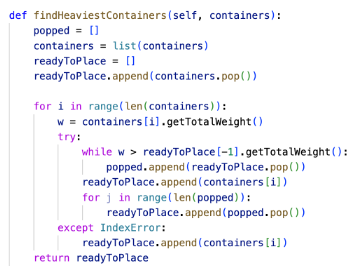 def findHeaviestContainers(self, containers):
    popped = []
    containers = list(containers)
    readyToPlace = []
    readyToPlace.append(containers.pop())

    for i in range(len(containers)):
        w = containers[i].getTotalWeight()
        try:
            while w > readyToPlace[-1].getTotalWeight():
                popped.append(readyToPlace.pop())
            readyToPlace.append(containers[i])
            for j in range(len(popped)):
                readyToPlace.append(popped.pop())
        except IndexError:
            readyToPlace.append(containers[i])
    return readyToPlace